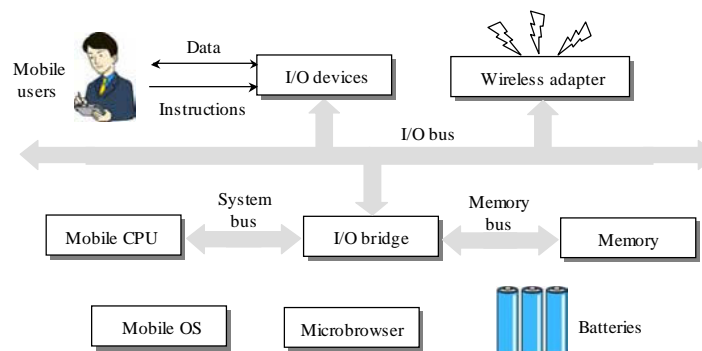 Data
Mobile
users
I/O devices
Wireless adapter
Instructions
I/O bus
System
bus
Memory
bus
Mobile CPU
I/O bridge
Memory
Mobile OS
Microbrowser
Batteries